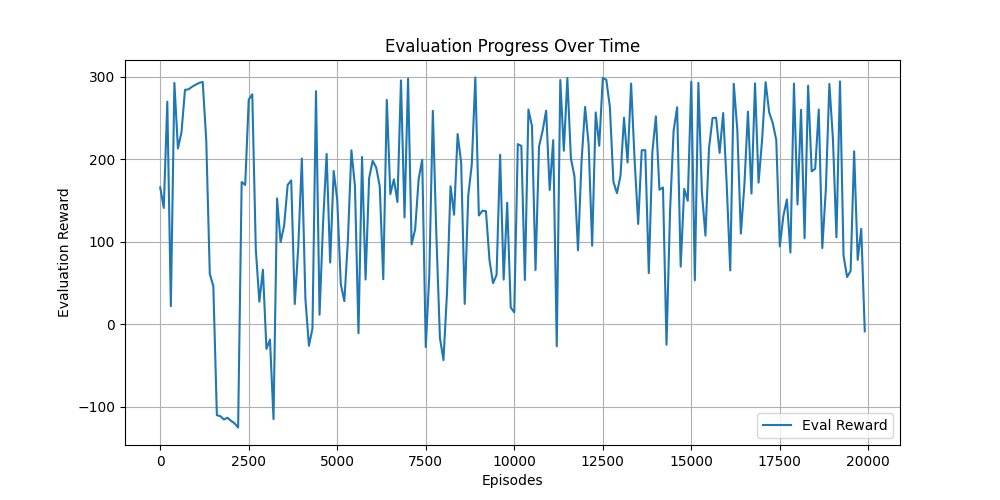 Evaluation Progress Over Time
300
200
100
0
−100
Evaluation Reward
Eval Reward
0 2500 5000 7500 10000 12500 15000 17500 20000
Episodes